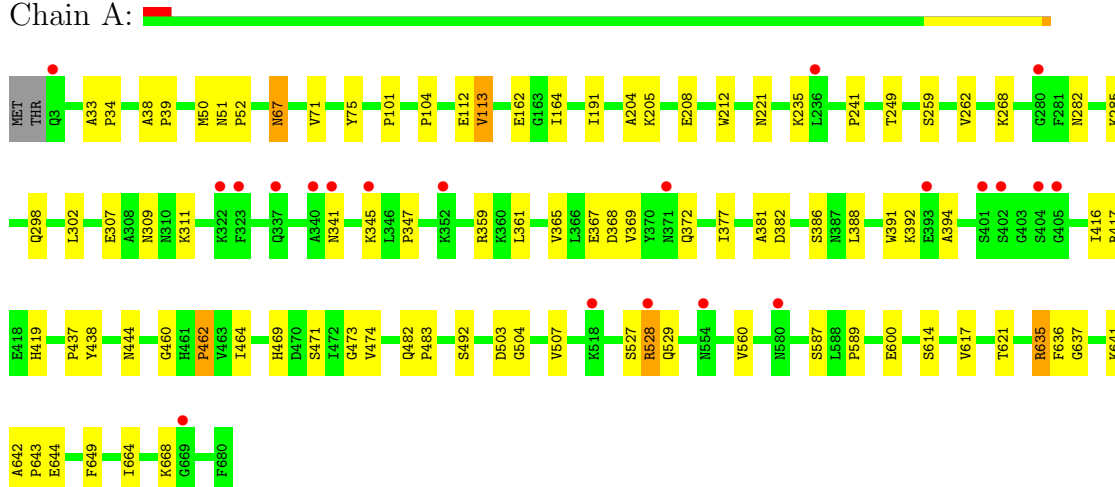 Chain A:
MET THR Q3 A33 P34 A38 P39 M50 N51 P52 N67 V71 Y75 P101 P104 E112 V113 E162 G163 I164 I191 A204 K205 E208 W212 N221 K235 L236 P241 T249 S259 V262 K268 G280 F281 N282 K285
Q298 L302 E307 A308 N309 N310 K311 K322 F323 Q337 A340 N341 K345 L346 P347 K352 R359 K360 L361 V365 L366 E367 D368 V369 Y370 N371 Q372 I377 A381 D382 S386 N387 L388 W391 K392 E393 A394 S401 S402 G403 S404 G405 I416
E418 H419 P437 Y438 N444 G460 H461 P462 V463 I464 H469 D470 S471 I472 G473 V474 Q482 P483 S492 D503 G504 V507 K518 S527 R528 Q529 N554 V560 N580 S587 L588 P589 E600 S614 V617 T621 R635 F636 G637 K641
A642 P643 E644 F649 I664 K668 G669 F680